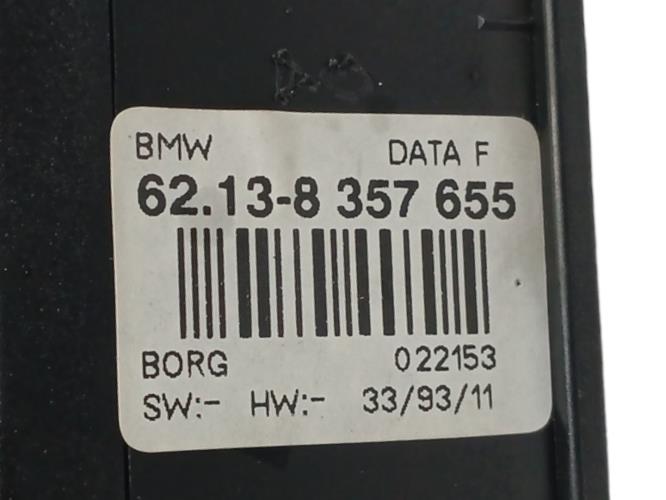 BMW DATA F
62.13-8 357 655
BORG 022153
SW:- HW:- 33/93/11